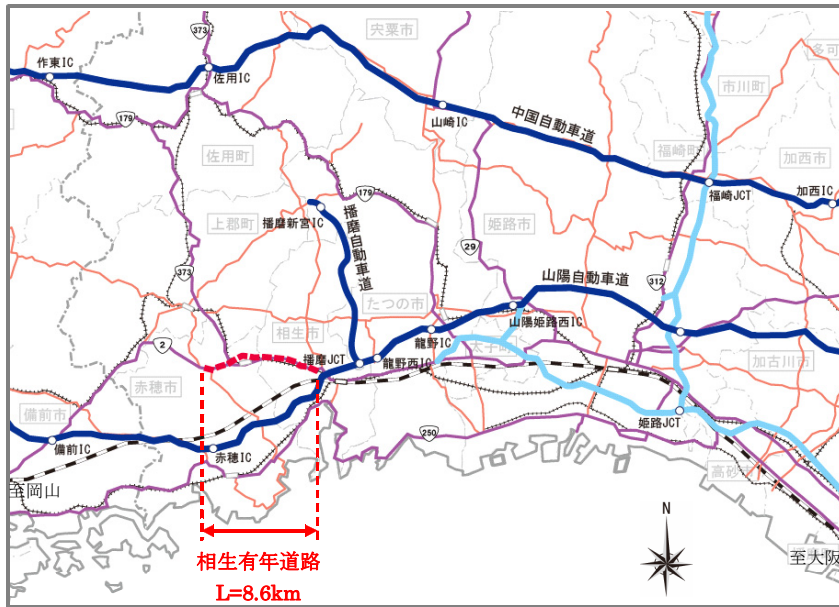 373
宍粟市
多可
作東IC
佐用IC
市川町
179
山崎IC
中国自動車道
佐用町
福崎町
加西市
179
福崎JCT
加西IC
播磨新宮IC
播磨自動車道
上郡町
姫路市
29
373
312
山陽自動車道
たつの市
山陽姫路西IC
2
相生市
龍野IC
播磨JCT
龍野西IC
太子町
赤穂市
加古川市
備前市
備前IC
赤穂IC
250
姫路JCT
高砂市
至岡山
N
至大阪
相生有年道路
L=8.6km